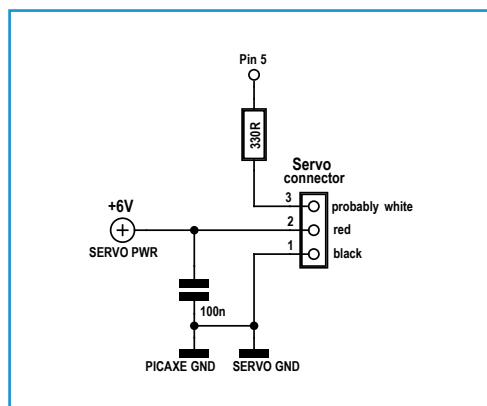 Pin 5
330R
Servo
connector
3
probably white
+6V
2
red
SERVO PWR
1
black
100n
PICAXE GND
SERVO GND